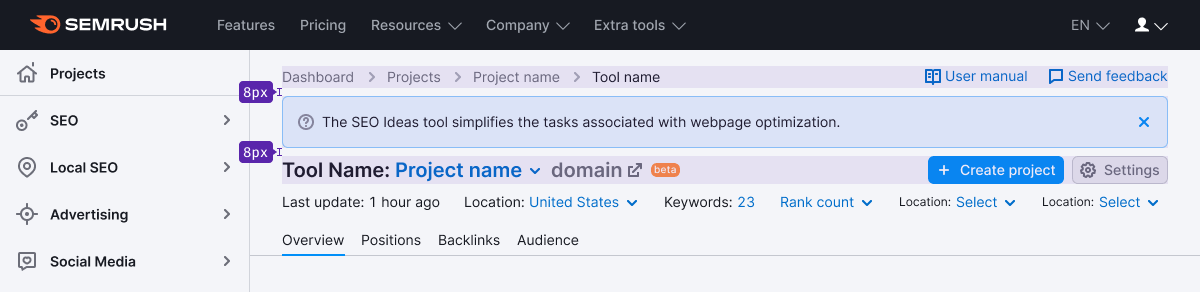 SEMRUSH Features Pricing Resources Company Extra tools EN
Projects
SEO
Local SEO
Advertising
Social Media
Dashboard Projects Project name Tool name User manual Send feedback
8px
The SEO Ideas tool simplifies the tasks associated with webpage optimization.
8px
Tool Name: Project name domain beta + Create project Settings
Last update: 1 hour ago Location: United States Keywords: 23 Rank count Location: Select Location: Select
Overview Positions Backlinks Audience